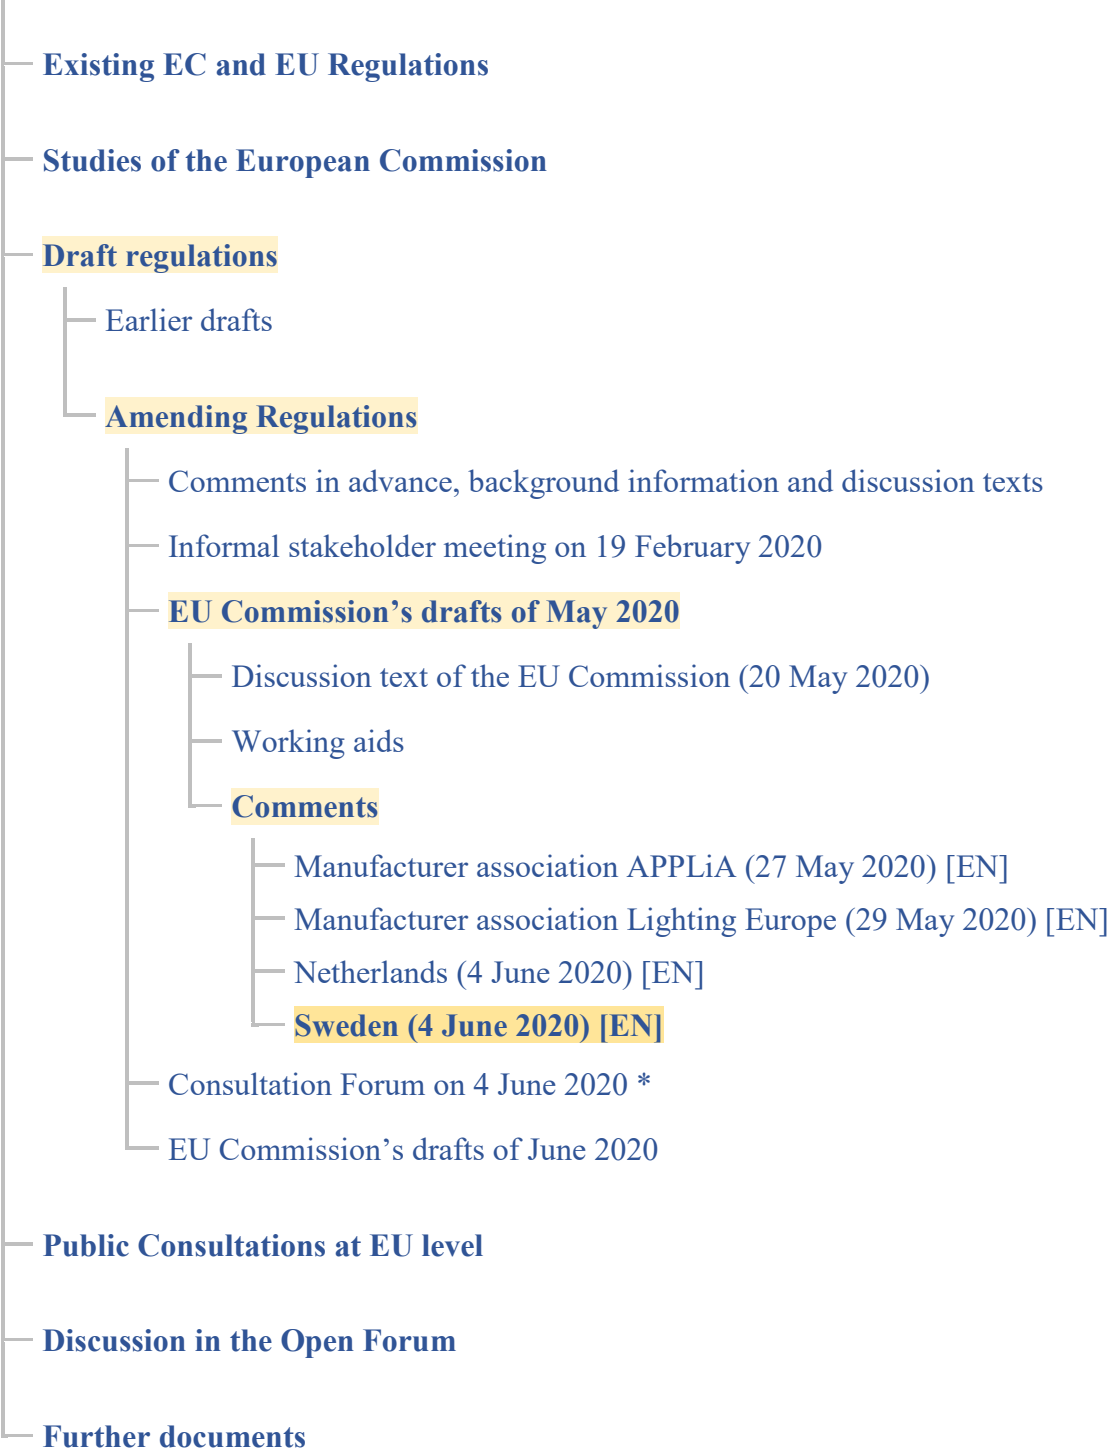 Existing EC and EU Regulations
Studies of the European Commission
Draft regulations
Earlier drafts
Amending Regulations
Comments in advance, background information and discussion texts
Informal stakeholder meeting on 19 February 2020
EU Commission’s drafts of May 2020
Discussion text of the EU Commission (20 May 2020)
Working aids
Comments
Manufacturer association APPLiA (27 May 2020) [EN]
Manufacturer association Lighting Europe (29 May 2020) [EN]
Netherlands (4 June 2020) [EN]
Sweden (4 June 2020) [EN]
Consultation Forum on 4 June 2020 *
EU Commission’s drafts of June 2020
Public Consultations at EU level
Discussion in the Open Forum
Further documents